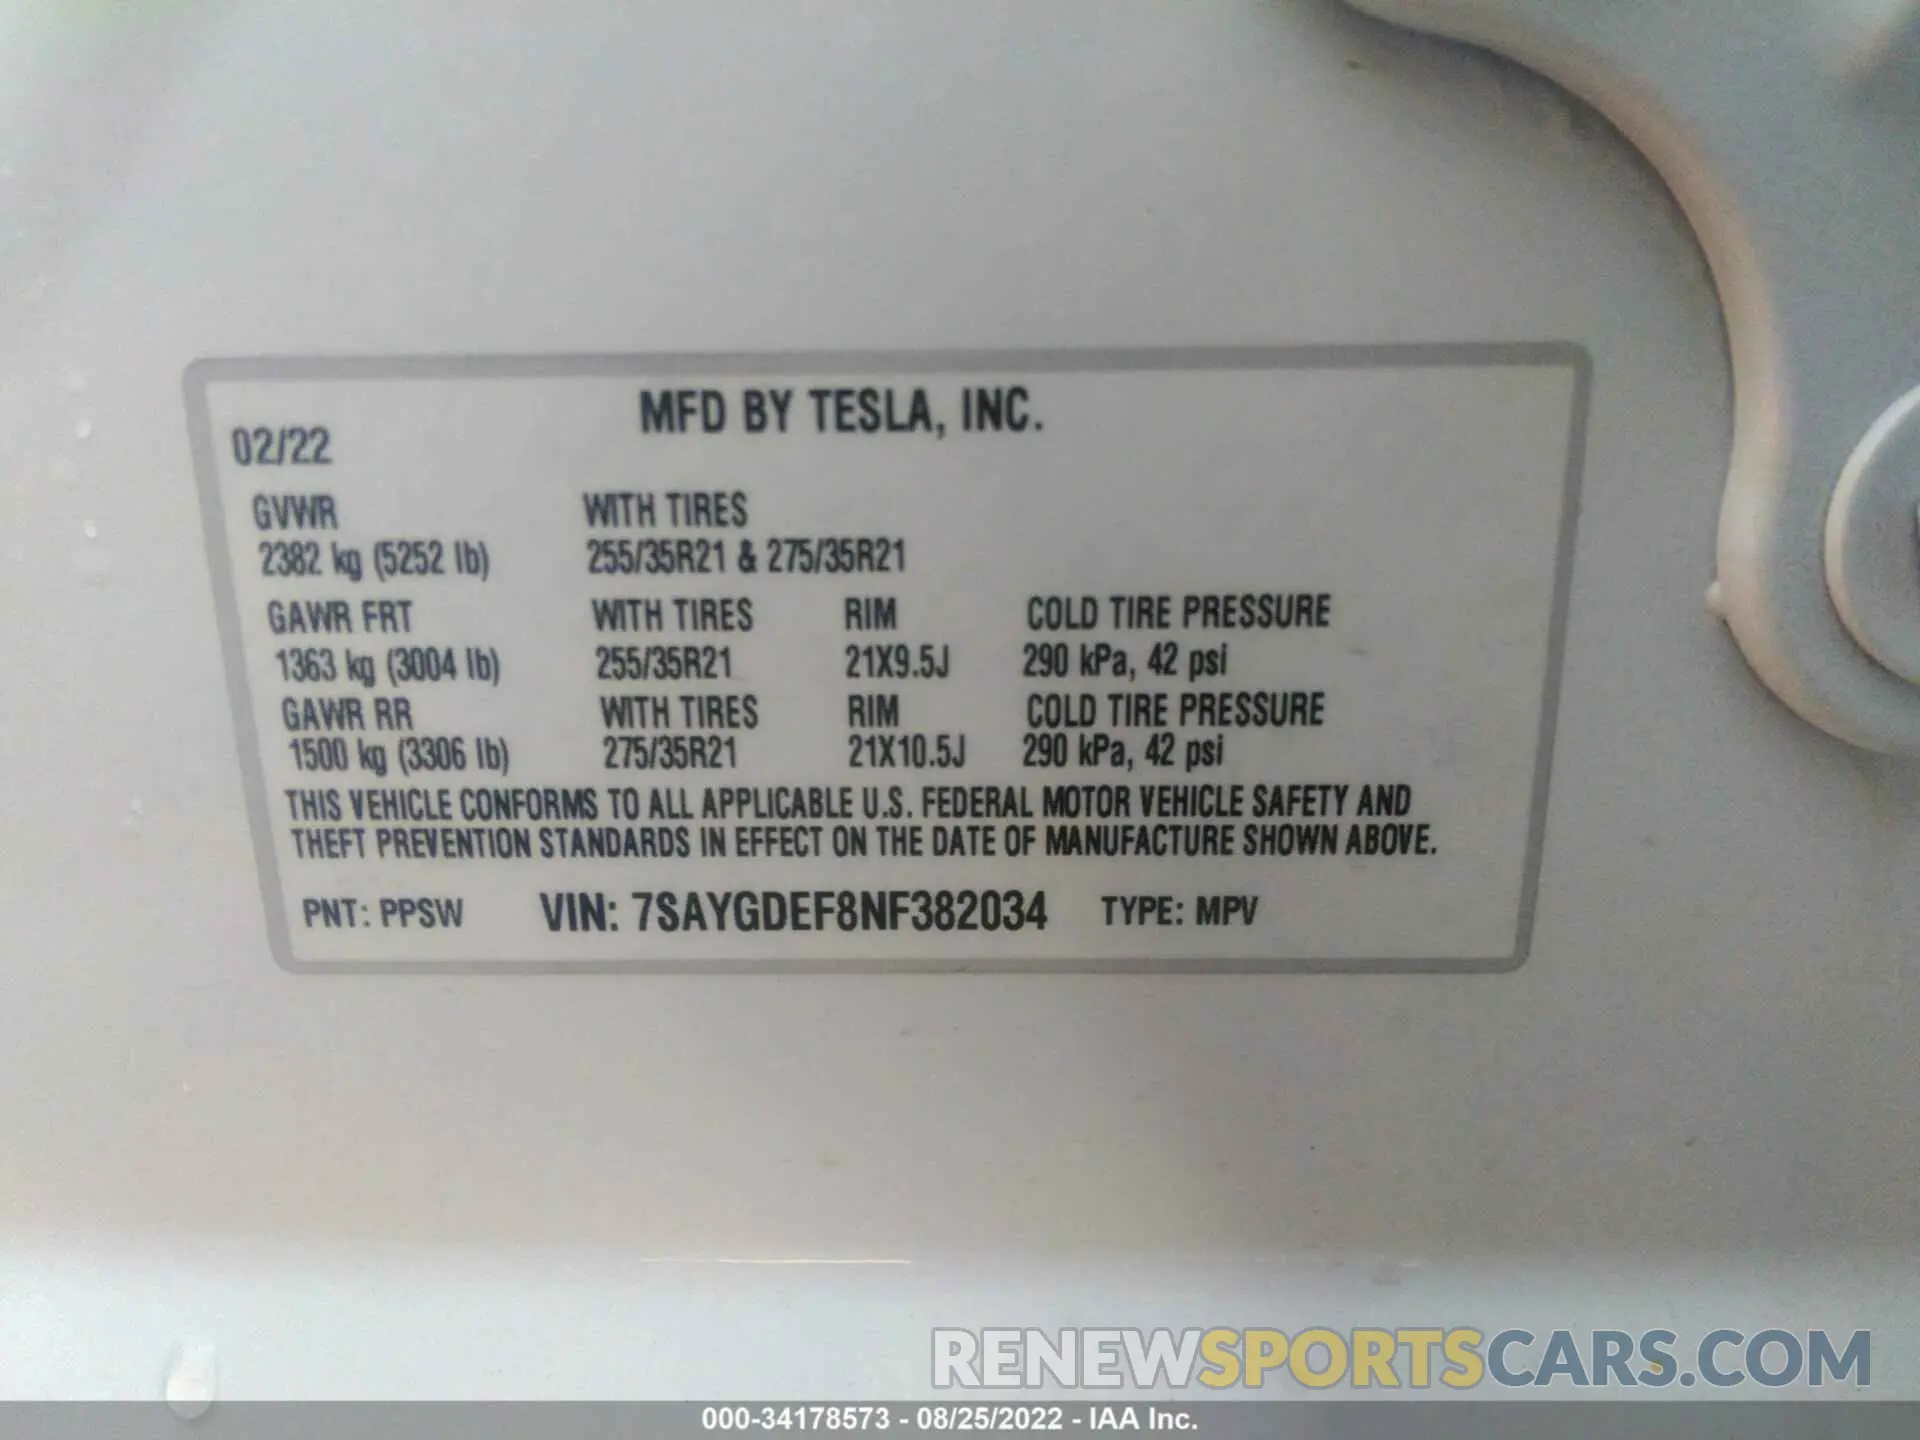 MFD BY TESLA, INC.
02/22
GVWR WITH TIRES
2382 kg (5252 lb) 255/35R21 & 275/35R21
GAWR FRT WITH TIRES RIM COLD TIRE PRESSURE
1363 kg (3004 lb) 255/35R21 21X9.5J 290 kPa, 42 psi
GAWR RR WITH TIRES RIM COLD TIRE PRESSURE
1500 kg (3306 lb) 275/35R21 21X10.5J 290 kPa, 42 psi
THIS VEHICLE CONFORMS TO ALL APPLICABLE U.S. FEDERAL MOTOR VEHICLE SAFETY AND
THEFT PREVENTION STANDARDS IN EFFECT ON THE DATE OF MANUFACTURE SHOWN ABOVE.
PNT: PPSW VIN: 7SAYGDEF8NF382034 TYPE: MPV
RENEWSPORTSCARS.COM
000-34178573 - 08/25/2022 - IAA Inc.